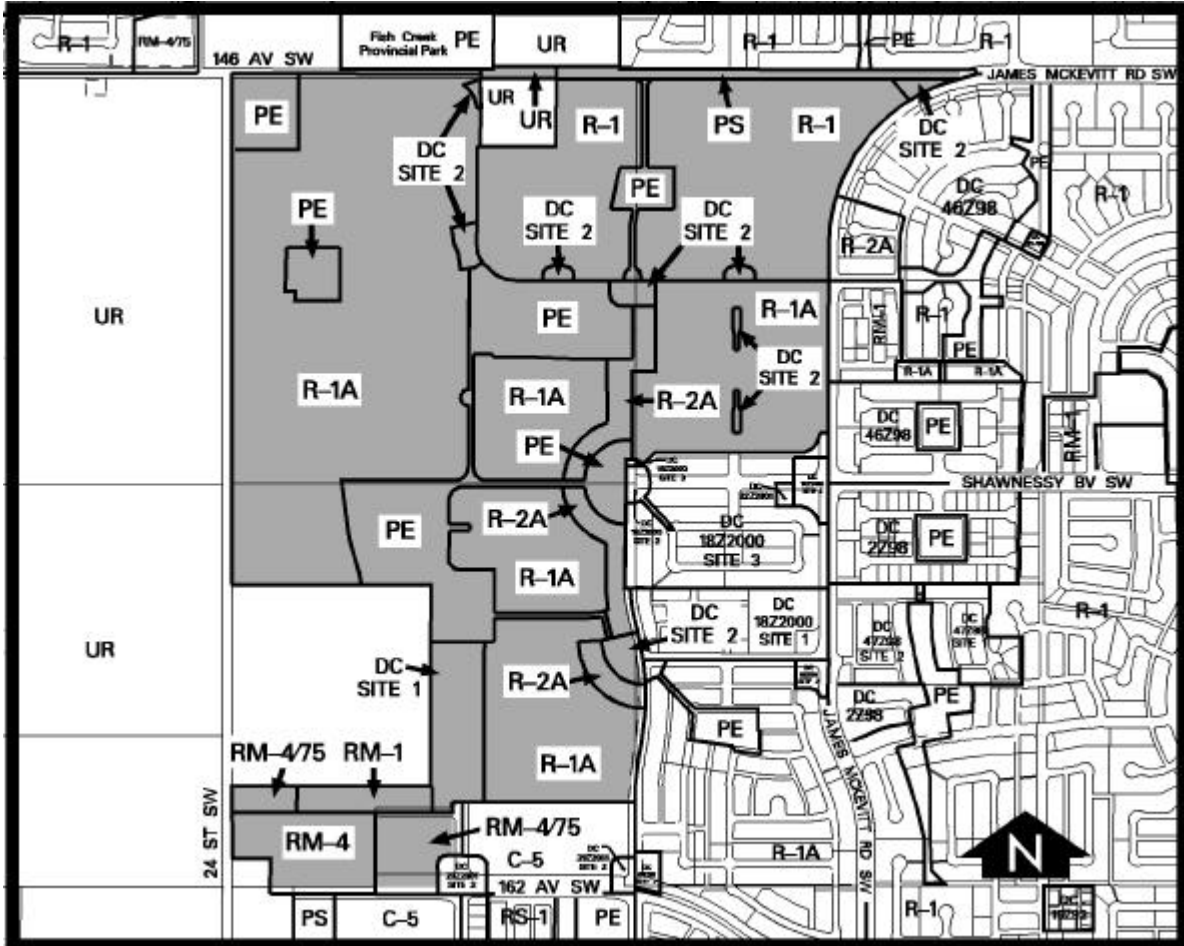 R-1
RM-4/75
146 AV SW
Fish Creek
Provincial Park
PE
UR
R-1
PE
R-1
JAMES MCKEVITT RD SW
PE
UR
UR
R-1
PS
R-1
DC
SITE 2
DC
SITE 2
PE
DC
46Z98
R-1
PE
PE
DC
SITE 2
DC
SITE 2
R-2A
UR
PE
R-1A
RM-1
R-1
PE
DC
SITE 2
R-1A
R-1A
R-2A
R-1A
R-1A
DC
46Z98
PE
RM-1
PE
SHAWNESSY BV SW
PE
R-2A
DC
18Z2000
SITE 3
DC
2Z98
PE
R-1A
UR
DC
SITE 1
DC
SITE 2
DC
18Z2000
SITE 1
DC
47Z98
SITE 2
DC
47Z98
R-1
R-2A
PE
DC
2Z98
PE
RM-4/75
RM-1
R-1A
JAMES MCKEVITT RD SW
24 ST SW
RM-4
RM-4/75
C-5
R-1A
N
162 AV SW
PS
C-5
RS-1
PE
R-1